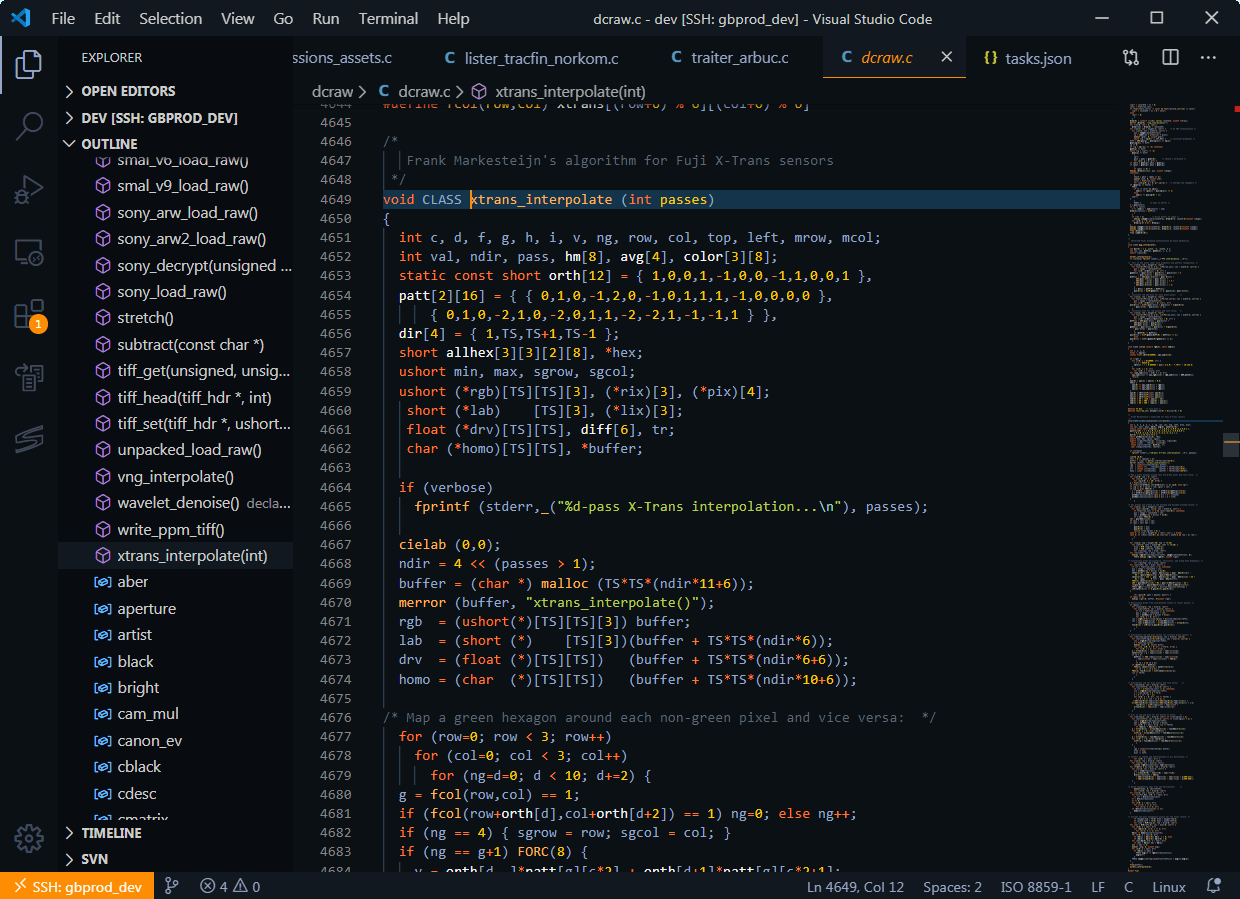 File Edit Selection View Go Run Terminal Help
dcraw.c - dev [SSH: gbprod_dev] - Visual Studio Code
EXPLORER
ssions_assets.c
C lister_tracfin_norkom.c
C traiter_arbuc.c
C dcraw.c
{} tasks.json
dcraw > C dcraw.c > xtrans_interpolate(int)
OPEN EDITORS
DEV [SSH: GBPROD_DEV]
OUTLINE
smal_v6_load_raw()
smal_v9_load_raw()
sony_arw_load_raw()
sony_arw2_load_raw()
sony_decrypt(unsigned ...
sony_load_raw()
stretch()
subtract(const char *)
tiff_get(unsigned, unsig...
tiff_head(tiff_hdr *, int)
tiff_set(tiff_hdr *, ushort...
unpacked_load_raw()
vng_interpolate()
wavelet_denoise() decla...
write_ppm_tiff()
xtrans_interpolate(int)
aber
aperture
artist
black
bright
cam_mul
canon_ev
cblack
cdesc
cmatrix
TIMELINE
SVN
1
4644 #define fcol(row,col) xtrans[(row+6) % 6][(col+6) % 6]
4645
4646 /*
4647 Frank Markesteijn's algorithm for Fuji X-Trans sensors
4648 */
4649 void CLASS xtrans_interpolate (int passes)
4650 {
4651 int c, d, f, g, h, i, v, ng, row, col, top, left, mrow, mcol;
4652 int val, ndir, pass, hm[8], avg[4], color[3][8];
4653 static const short orth[12] = { 1,0,0,1,-1,0,0,-1,1,0,0,1 },
4654 patt[2][16] = { { 0,1,0,-1,2,0,-1,0,1,1,1,-1,0,0,0,0 },
4655 { 0,1,0,-2,1,0,-2,0,1,1,-2,-2,1,-1,-1,1 } },
4656 dir[4] = { 1,TS,TS+1,TS-1 };
4657 short allhex[3][3][2][8], *hex;
4658 ushort min, max, sgrow, sgcol;
4659 ushort (*rgb)[TS][TS][3], (*rix)[3], (*pix)[4];
4660 short (*lab) [TS][3], (*lix)[3];
4661 float (*drv)[TS][TS], diff[6], tr;
4662 char (*homo)[TS][TS], *buffer;
4663
4664 if (verbose)
4665 fprintf (stderr,_("%d-pass X-Trans interpolation...\n"), passes);
4666
4667 cielab (0,0);
4668 ndir = 4 << (passes > 1);
4669 buffer = (char *) malloc (TS*TS*(ndir*11+6));
4670 merror (buffer, "xtrans_interpolate()");
4671 rgb = (ushort(*)[TS][TS][3]) buffer;
4672 lab = (short (*) [TS][3])(buffer + TS*TS*(ndir*6));
4673 drv = (float (*)[TS][TS]) (buffer + TS*TS*(ndir*6+6));
4674 homo = (char (*)[TS][TS]) (buffer + TS*TS*(ndir*10+6));
4675
4676 /* Map a green hexagon around each non-green pixel and vice versa: */
4677 for (row=0; row < 3; row++)
4678 for (col=0; col < 3; col++)
4679 for (ng=d=0; d < 10; d+=2) {
4680 g = fcol(row,col) == 1;
4681 if (fcol(row+orth[d],col+orth[d+2]) == 1) ng=0; else ng++;
4682 if (ng == 4) { sgrow = row; sgcol = col; }
4683 if (ng == g+1) FORC(8) {
4684 v = orth[d ]*patt[g][c*2] + orth[d+1]*patt[g][c*2+1];
SSH: gbprod_dev
4 0
Ln 4649, Col 12 Spaces: 2 ISO 8859-1 LF C Linux